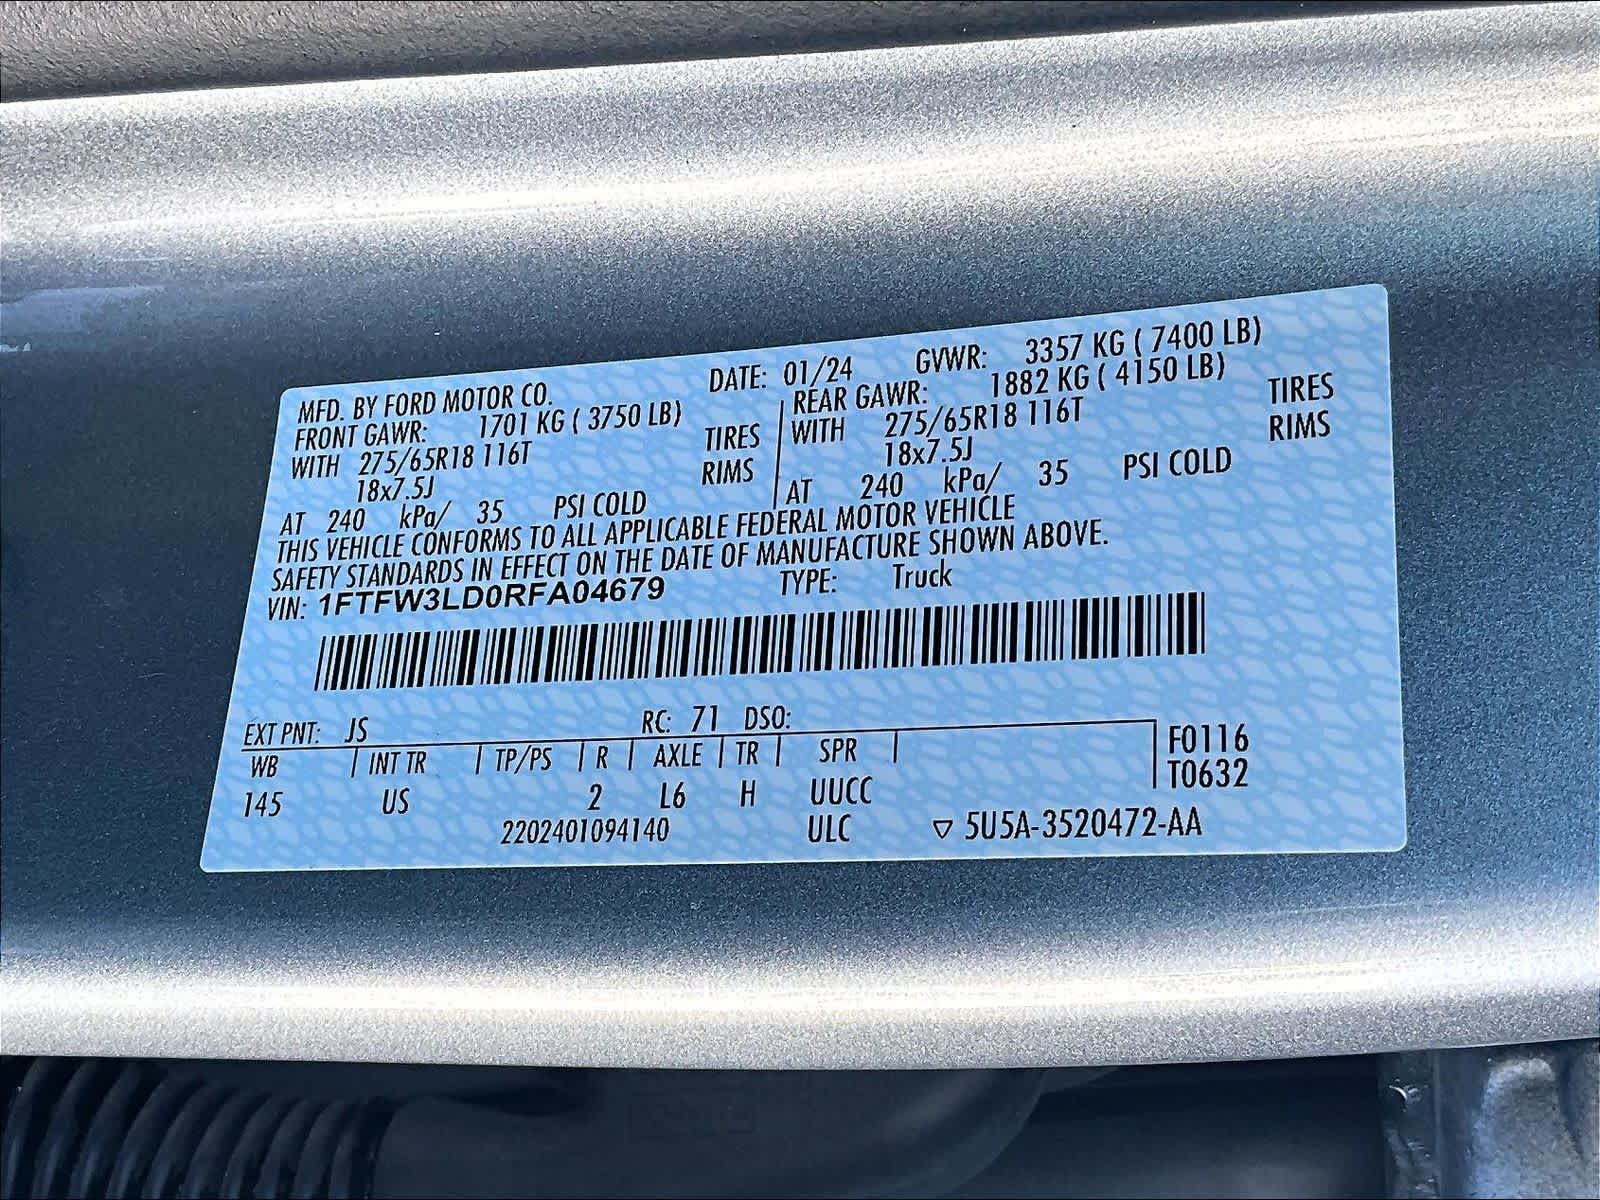 MFD. BY FORD MOTOR CO. DATE: 01/24 GVWR: 3357 KG ( 7400 LB)
FRONT GAWR: 1701 KG ( 3750 LB) REAR GAWR: 1882 KG ( 4150 LB)
WITH 275/65R18 116T TIRES WITH 275/65R18 116T TIRES
18x7.5J RIMS 18x7.5J RIMS
AT 240 kPa/ 35 PSI COLD AT 240 kPa/ 35 PSI COLD
THIS VEHICLE CONFORMS TO ALL APPLICABLE FEDERAL MOTOR VEHICLE
SAFETY STANDARDS IN EFFECT ON THE DATE OF MANUFACTURE SHOWN ABOVE.
VIN: 1FTFW3LD0RFA04679 TYPE: Truck
EXT PNT: JS RC: 71 DSO:
WB INT TR TP/PS R AXLE TR SPR F0116
145 US 2 L6 H UUCC T0632
2202401094140 ULC ▽ 5U5A-3520472-AA